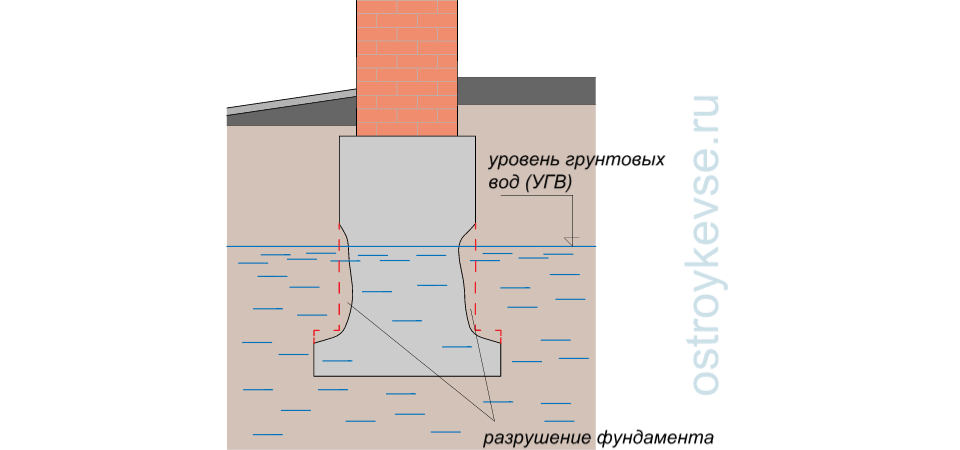 уровень грунтовых
вод (УГВ)
разрушение фундамента
ostroykevse.ru